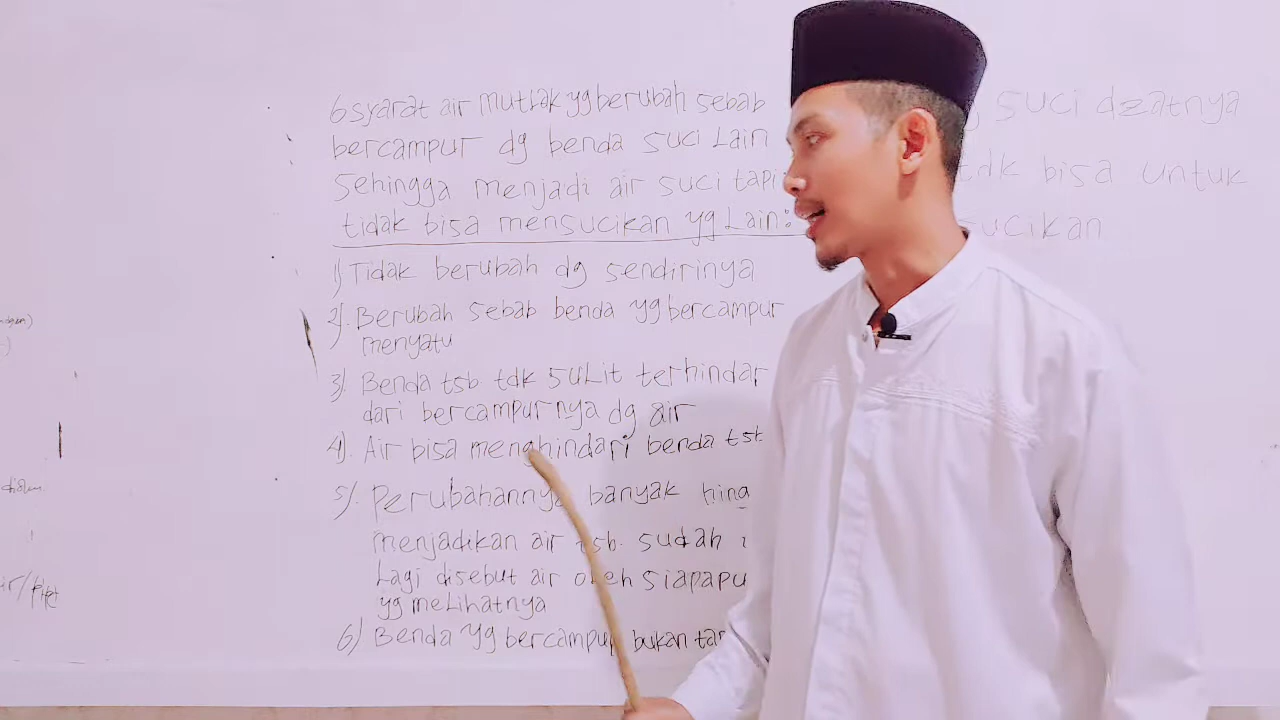 6 syarat air mutlak yg berubah sebab
bercampur dg benda suci Lain
Sehingga menjadi air suci tapi
tidak bisa mensucikan yg Lain:
1) Tidak berubah dg sendirinya
2). Berubah sebab benda yg bercampur
menyatu
3). Benda tsb tdk suLit terhindar
dari bercampurnya dg air
4). Air bisa menghindari benda tsb
5). Perubahannya banyak
menjadikan air tsb. sudah
Lagi disebut air oleh siapapu
yg meLihatnya
6) Benda yg bercampur bukan
suci dzatnya
tdk bisa untuk
sucikan